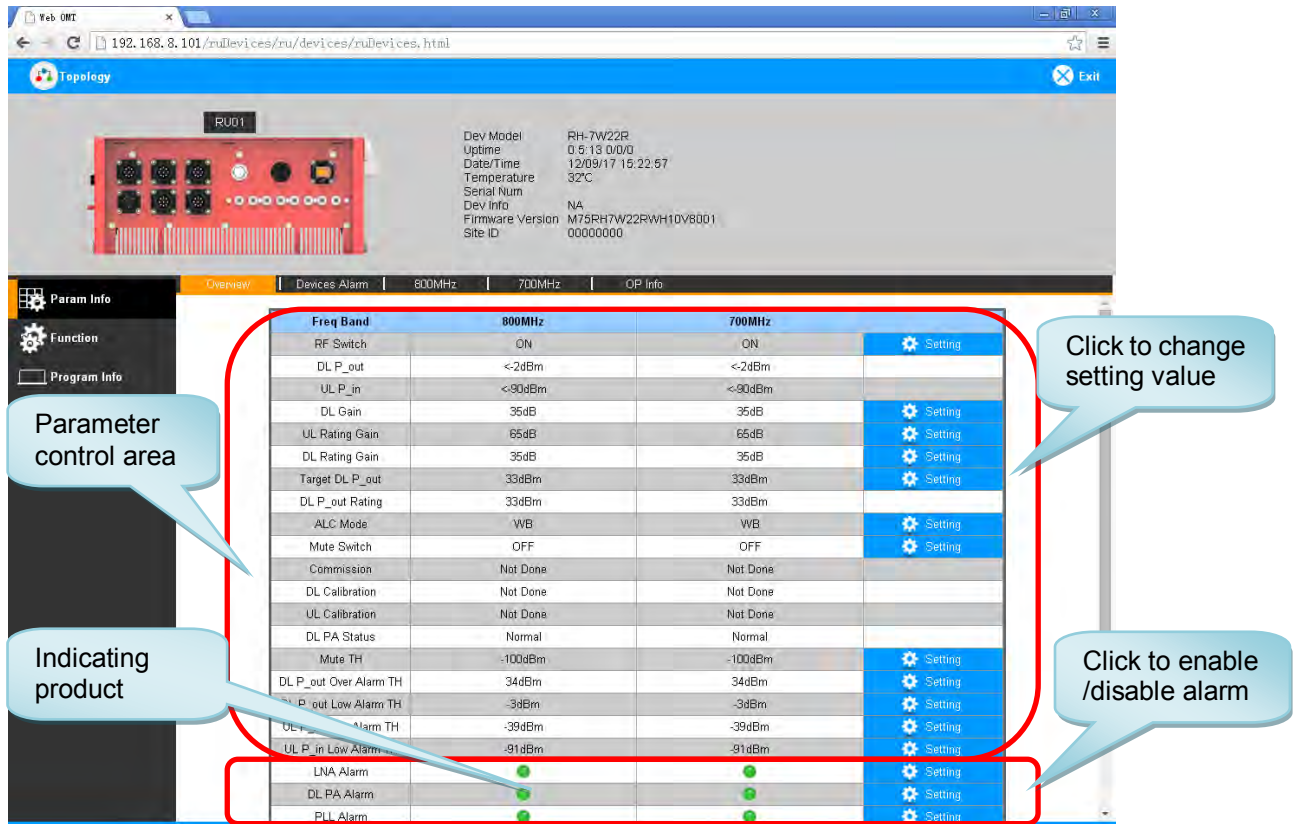 Web OMT
192.168.8.101/ruDevices/ru/devices/ruDevices.html
Topology
Exit
RU01
Dev Model RH-7W22R
Uptime 0.5:13 0/0/0
Date/Time 12/09/17 15:22:57
Temperature 32℃
Serial Num
Dev Info NA
Firmware Version M75RH7W22RWH10V8001
Site ID 00000000
Overview Devices Alarm 800MHz 700MHz OP Info
Param Info
Function
Program Info
Freq Band 800MHz 700MHz
RF Switch ON ON Setting
DL P_out <-2dBm <-2dBm
UL P_in <-90dBm <-90dBm
DL Gain 35dB 35dB Setting
UL Rating Gain 65dB 65dB Setting
DL Rating Gain 35dB 35dB Setting
Target DL P_out 33dBm 33dBm Setting
DL P_out Rating 33dBm 33dBm
ALC Mode WB WB Setting
Mute Switch OFF OFF Setting
Commission Not Done Not Done
DL Calibration Not Done Not Done
UL Calibration Not Done Not Done
DL PA Status Normal Normal
Mute TH -100dBm -100dBm Setting
DL P_out Over Alarm TH 34dBm 34dBm Setting
P_out Low Alarm TH -3dBm -3dBm Setting
Alarm TH -39dBm -39dBm Setting
UL P_in Low Alarm -91dBm -91dBm Setting
LNA Alarm Setting
DL PA Alarm Setting
PLL Alarm Setting
Parameter
control area
Indicating
product
Click to change
setting value
Click to enable
/disable alarm